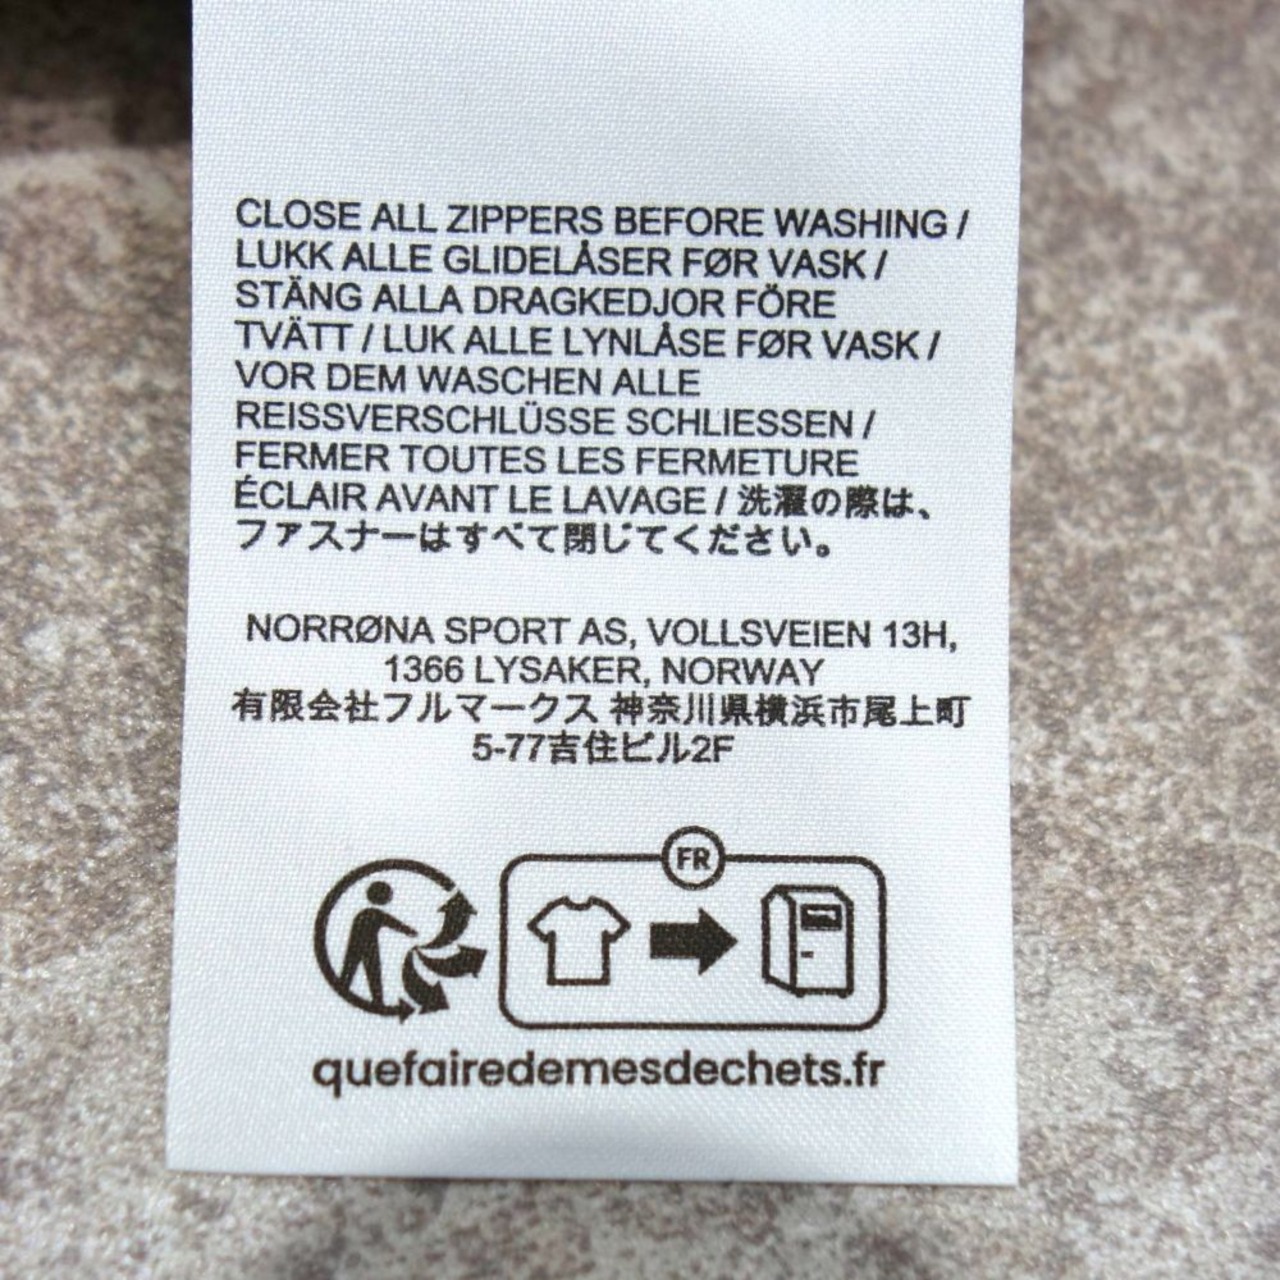 CLOSE ALL ZIPPERS BEFORE WASHING /
LUKK ALLE GLIDELÅSER FØR VASK /
STÄNG ALLA DRAGKEDJOR FÖRE
TVÄTT / LUK ALLE LYNLÅSE FØR VASK /
VOR DEM WASCHEN ALLE
REISSVERSCHLÜSSE SCHLIESSEN /
FERMER TOUTES LES FERMETURE
ÉCLAIR AVANT LE LAVAGE / 洗濯の際は、
ファスナーはすべて閉じてください。
NORRØNA SPORT AS, VOLLSVEIEN 13H,
1366 LYSAKER, NORWAY
有限会社フルマークス 神奈川県横浜市尾上町
5-77吉住ビル2F
FR
quefairedemesdechets.fr